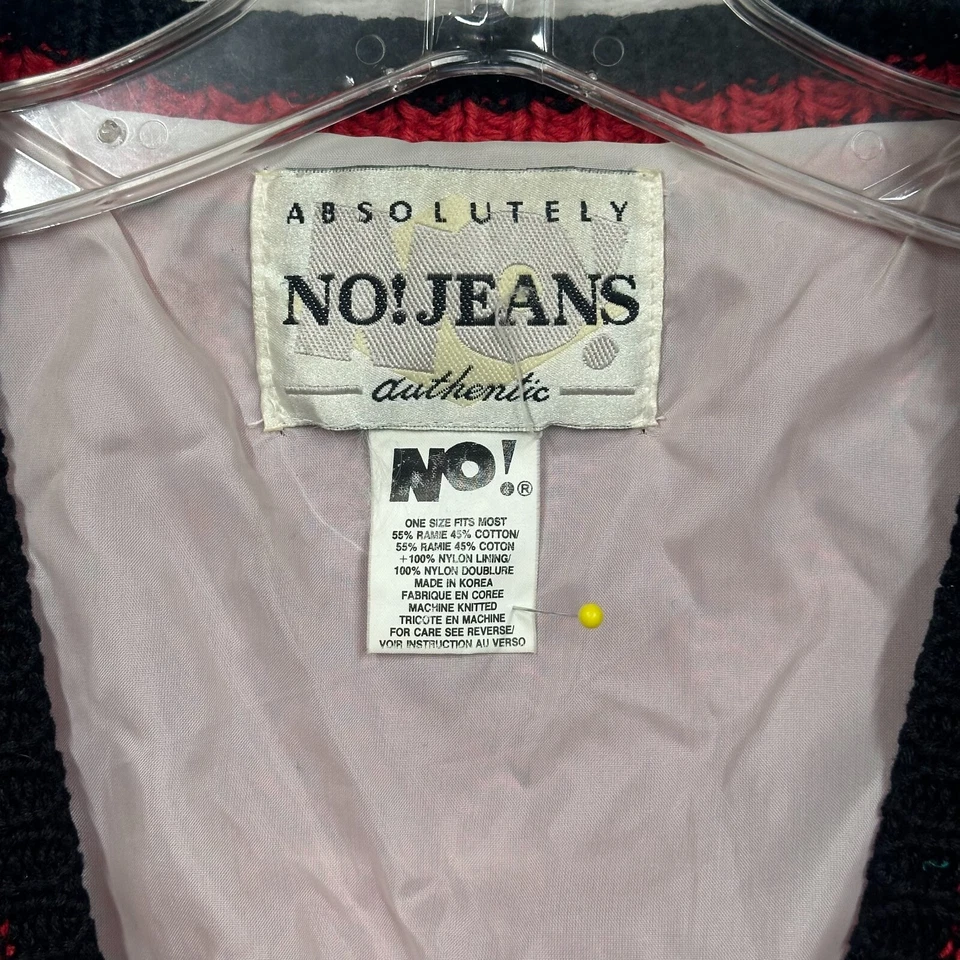 ABSOLUTELY
NO! JEANS
authentic
NO!®
ONE SIZE FITS MOST
55% RAMIE 45% COTTON/
55% RAMIE 45% COTON
+100% NYLON LINING/
100% NYLON DOUBLURE
MADE IN KOREA
FABRIQUE EN COREE
MACHINE KNITTED
TRICOTE EN MACHINE
FOR CARE SEE REVERSE/
VOIR INSTRUCTION AU VERSO